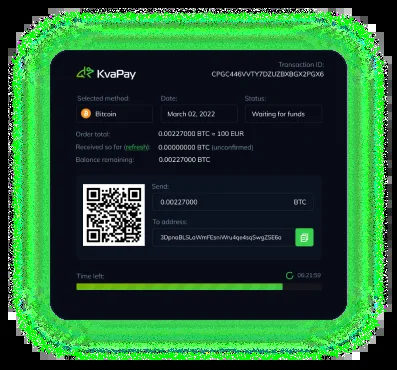 KvaPay
Transaction ID:
CPGC446VVTY7DZUZBXBGX2PGX6
Selected method:
Date:
Status:
Bitcoin
March 02, 2022
Waiting for funds
Order total:
0.00227000 BTC ≈ 100 EUR
Received so far (refresh):
0.00000000 BTC (unconfirmed)
Balance remaining:
0.00227000 BTC
Send:
0.00227000
BTC
To address:
Time left:
00:21:59